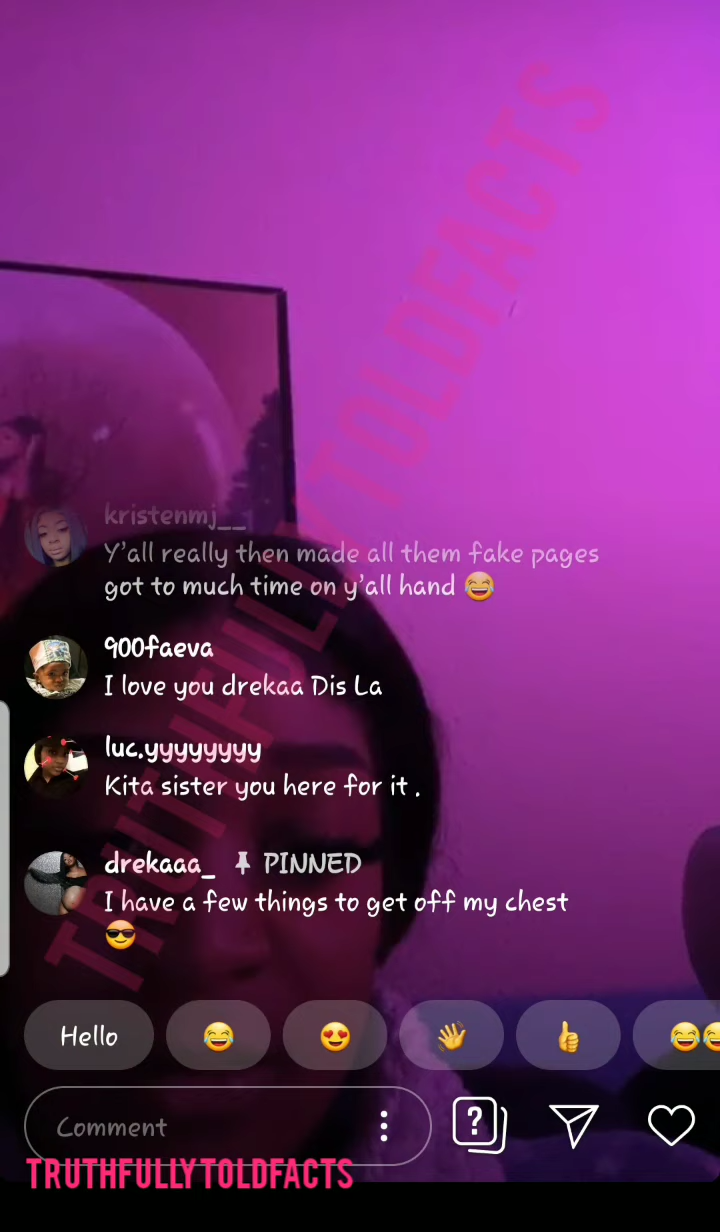 TRUTHFULLYTOLDFACTS
kristenmj__
Y'all really then made all them fake pages
got to much time on y'all hand 😂
900faeva
I love you drekaa Dis La
luc.yyyyyyyy
Kita sister you here for it .
drekaaa_ 📌 PINNED
I have a few things to get off my chest
😎
Hello 😂 😍 👋 👍 😂😂
Comment
?
TRUTHFULLYTOLDFACTS